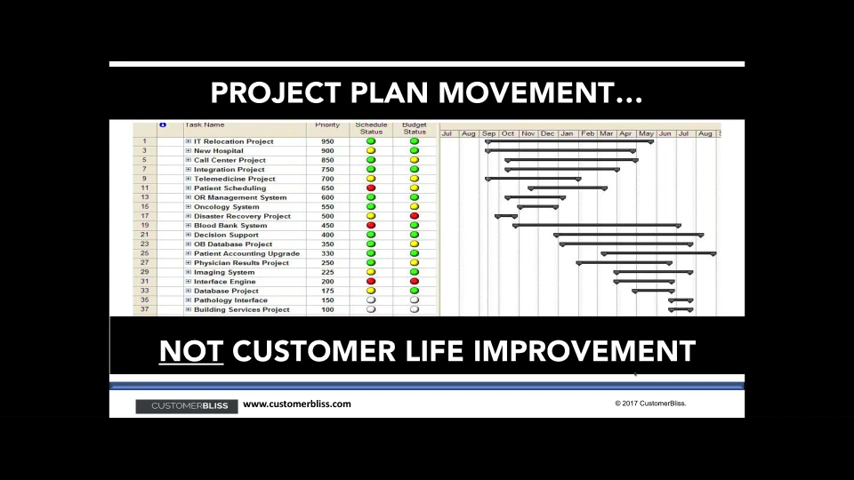 PROJECT PLAN MOVEMENT...
Task Name Priority Schedule Status Budget Status Jul Aug Sep Oct Nov Dec Jan Feb Mar Apr May Jun Jul Aug S
1 IT Relocation Project 950
3 New Hospital 900
5 Call Center Project 850
7 Integration Project 750
9 Telemedicine Project 700
11 Patient Scheduling 650
13 OR Management System 600
15 Oncology System 550
17 Disaster Recovery Project 500
19 Blood Bank System 450
21 Decision Support 400
23 OB Database Project 350
25 Patient Accounting Upgrade 330
27 Physician Results Project 250
29 Imaging System 225
31 Interface Engine 200
33 Database Project 175
35 Pathology Interface 150
37 Building Services Project 100
NOT CUSTOMER LIFE IMPROVEMENT
CUSTOMERBLISS www.customerbliss.com © 2017 CustomerBliss.